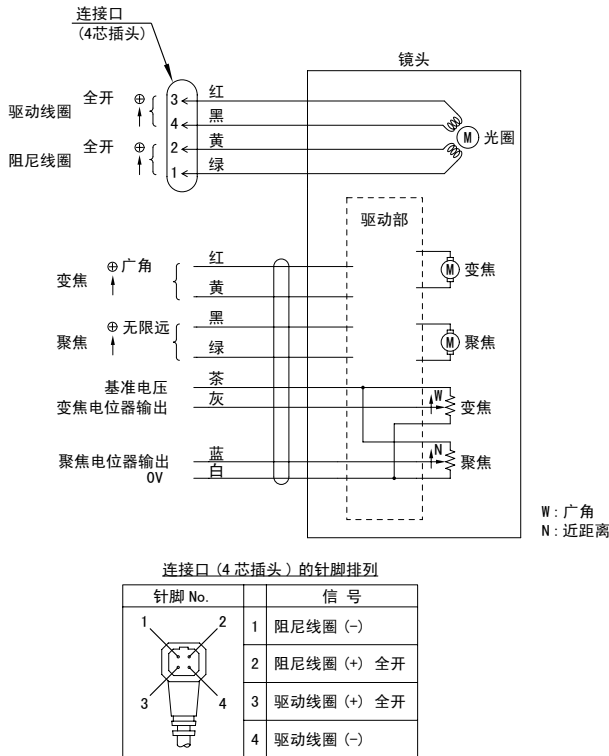 连接口
(4芯插头)
镜头
驱动线圈 全开 ⊕ 3 红
4 黑
阻尼线圈 全开 ⊕ 2 黄
1 绿
M 光圈
驱动部
变焦 ⊕广角 红
黄
M 变焦
聚焦 ⊕无限远 黑
绿
M 聚焦
基准电压 茶
变焦电位器输出 灰
W 变焦
聚焦电位器输出 蓝
0V 白
N 聚焦
W : 广角
N : 近距离
连接口 (4 芯插头 ) 的针脚排列
针脚 No. 信 号
1 2 3 4
1 阻尼线圈 (-)
2 阻尼线圈 (+) 全开
3 驱动线圈 (+) 全开
4 驱动线圈 (-)